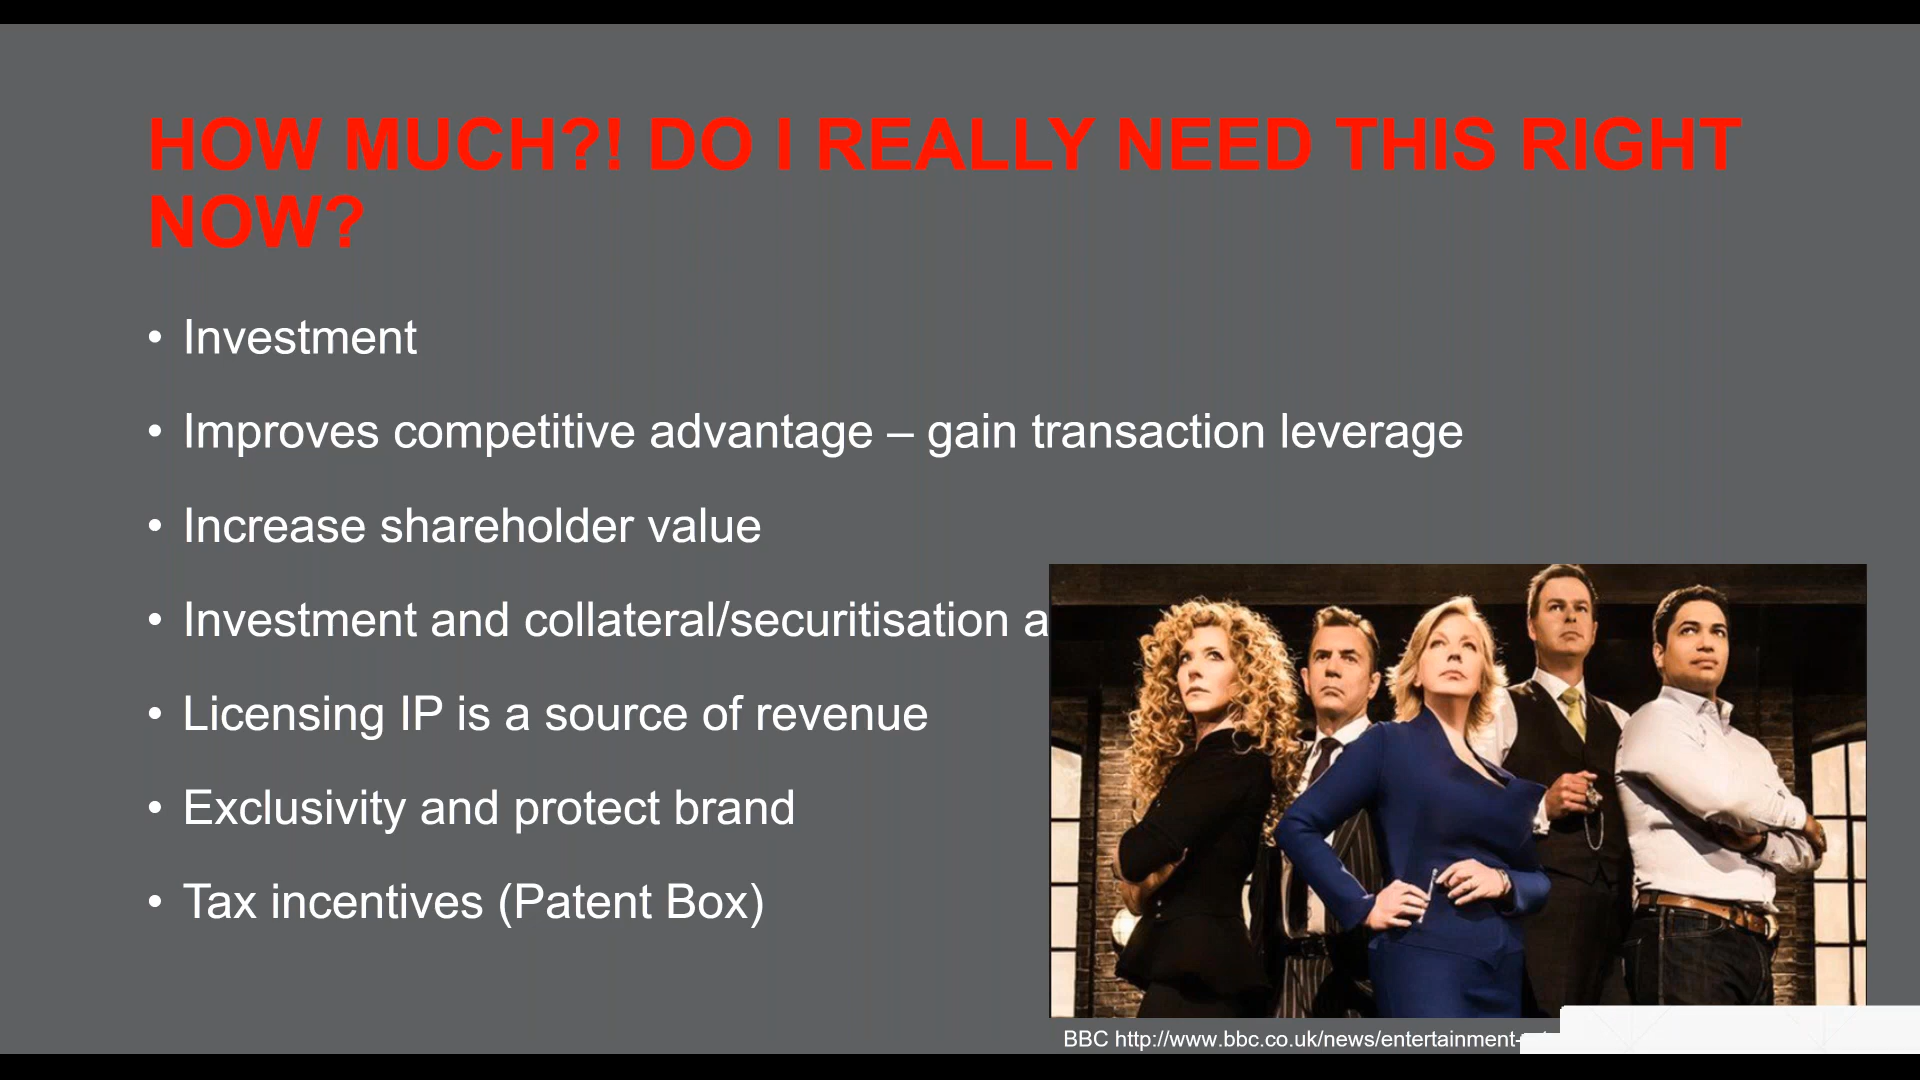 HOW MUCH?! DO I REALLY NEED THIS RIGHT
NOW?
• Investment
• Improves competitive advantage – gain transaction leverage
• Increase shareholder value
• Investment and collateral/securitisation
• Licensing IP is a source of revenue
• Exclusivity and protect brand
• Tax incentives (Patent Box)
BBC http://www.bbc.co.uk/news/entertainment-